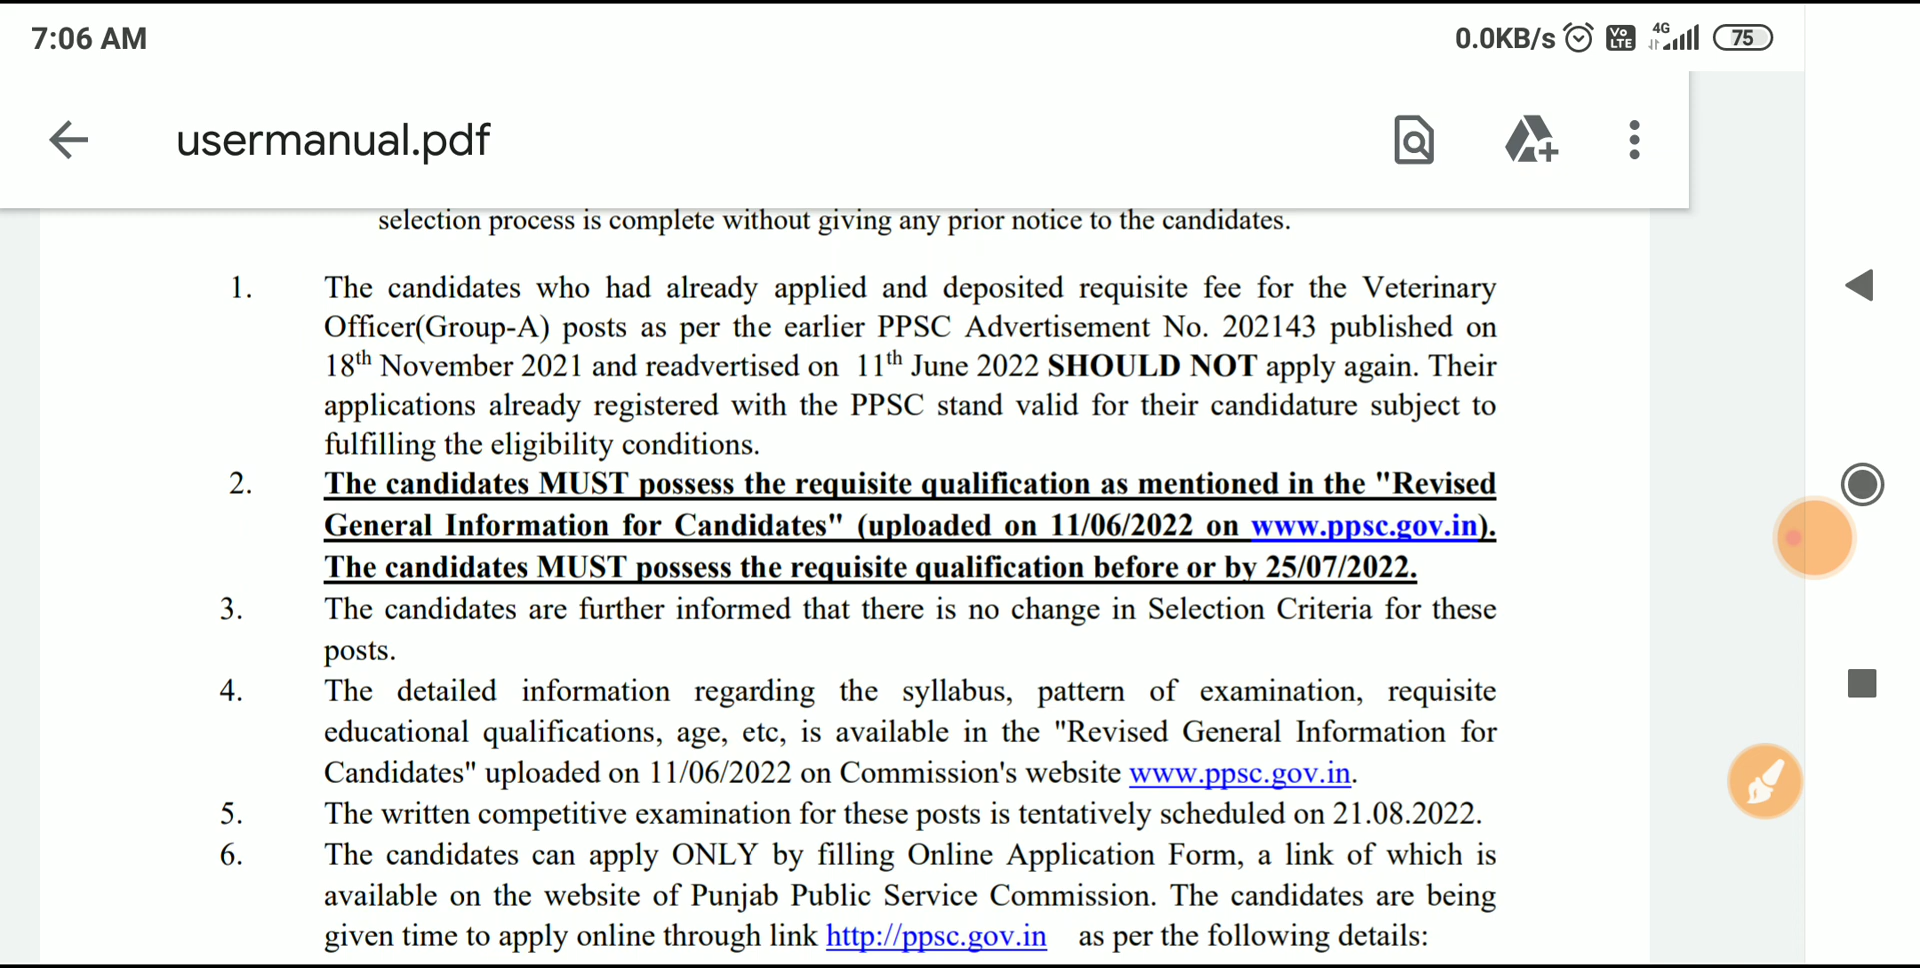 7:06 AM
0.0KB/s Vo LTE 4G 75
usermanual.pdf
selection process is complete without giving any prior notice to the candidates.
1. The candidates who had already applied and deposited requisite fee for the Veterinary
Officer(Group-A) posts as per the earlier PPSC Advertisement No. 202143 published on
18th November 2021 and readvertised on 11th June 2022 SHOULD NOT apply again. Their
applications already registered with the PPSC stand valid for their candidature subject to
fulfilling the eligibility conditions.
2. The candidates MUST possess the requisite qualification as mentioned in the "Revised
General Information for Candidates" (uploaded on 11/06/2022 on www.ppsc.gov.in).
The candidates MUST possess the requisite qualification before or by 25/07/2022.
3. The candidates are further informed that there is no change in Selection Criteria for these
posts.
4. The detailed information regarding the syllabus, pattern of examination, requisite
educational qualifications, age, etc, is available in the "Revised General Information for
Candidates" uploaded on 11/06/2022 on Commission's website www.ppsc.gov.in.
5. The written competitive examination for these posts is tentatively scheduled on 21.08.2022.
6. The candidates can apply ONLY by filling Online Application Form, a link of which is
available on the website of Punjab Public Service Commission. The candidates are being
given time to apply online through link http://ppsc.gov.in as per the following details: